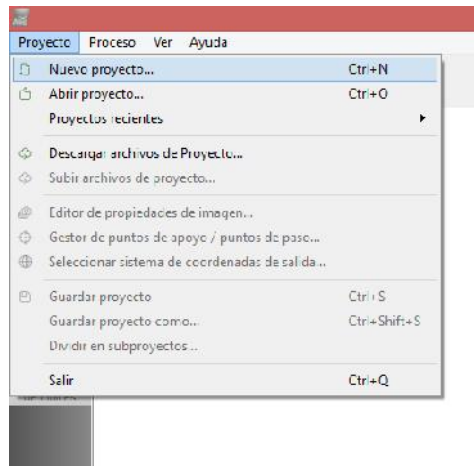 Proyecto Proceso Ver Ayuda
Nuevo proyecto... Ctrl+N
Abrir proyecto... Ctrl+O
Proyectos recientes
Descargar archivos de Proyecto...
Subir archivos de proyecto...
Editor de propiedades de imagen...
Gestor de puntos de apoyo / puntos de paso...
Seleccionar sistema de coordenadas de salida...
Guardar proyecto Ctrl+S
Guardar proyecto como... Ctrl+Shift+S
Dividir en subproyectos...
Salir Ctrl+Q